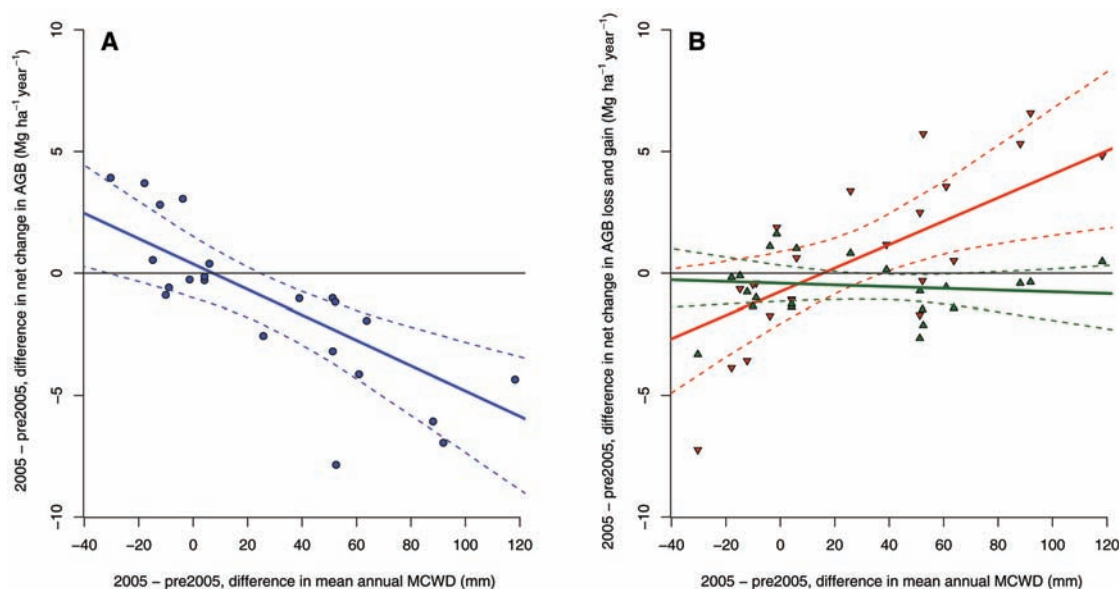 A
10
5
0
−5
−10
2005 − pre2005, difference in net change in AGB (Mg ha⁻¹ year⁻¹)
−40 −20 0 20 40 60 80 100 120
2005 − pre2005, difference in mean annual MCWD (mm)
B
10
5
0
−5
−10
2005 − pre2005, difference in net change in AGB loss and gain (Mg ha⁻¹ year⁻¹)
−40 −20 0 20 40 60 80 100 120
2005 − pre2005, difference in mean annual MCWD (mm)